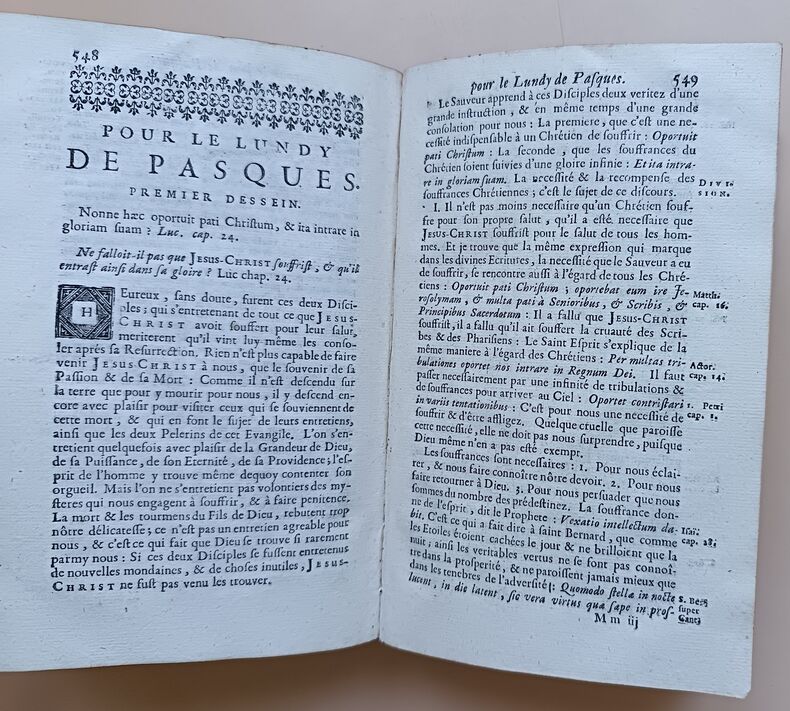 548
POUR LE LUNDY
DE PASQUES.
PREMIER DESSEIN.
Nonne hæc oportuit pati Christum, & ita intrare in
gloriam suam ? Luc. cap. 24.
Ne falloit-il pas que JESUS-CHRIST souffrist, & qu'il
entrast ainsi dans sa gloire ? Luc chap. 24.
HEureux, sans doute, furent ces deux Disci-
ples ; qui s'entretenant de tout ce que JESUS-
CHRIST avoit souffert pour leur salut,
meriterent qu'il vint luy même les conso-
ler aprés sa Resurrection. Rien n'est plus capable de faire
venir JESUS-CHRIST à nous, que le souvenir de sa
Passion & de sa Mort : Comme il n'est descendu sur
la terre que pour y mourir pour nous, il y descend en-
core avec plaisir pour visiter ceux qui se souviennent de
cette mort, & qui en font le sujet de leurs entretiens,
ainsi que les deux Pelerins de cet Evangile. L'on s'en-
tretient quelquefois avec plaisir de la Grandeur de Dieu,
de sa Puissance, de son Eternité, de sa Providence ; l'es-
prit de l'homme y trouve même dequoy contenter son
orgueil. Mais l'on ne s'entretient pas volontiers des my-
steres qui nous engagent à souffrir, & à faire penitence.
La mort & les tourmens du Fils de Dieu, rebutent trop
nôtre délicatesse ; ce n'est pas un entretien agreable pour
nous, & c'est ce qui fait que Dieu se trouve si rarement
parmy nous : Si ces deux Disciples se fussent entretenus
de nouvelles mondaines, & de choses inutiles, JESUS-
CHRIST ne fust pas venu les trouver.
pour le Lundy de Pasques. 549
Le Sauveur apprend à ces Disciples deux veritez d'une
grande instruction, & en même temps d'une grande
consolation pour nous : La premiere, que c'est une ne-
cessité indispensable à un Chrétien de souffrir : Oportuit
pati Christum : La seconde, que les souffrances du
Chrétien soient suivies d'une gloire infinie : Et ita intra-
re in gloriam suam. La necessité & la recompense des
souffrances Chrétiennes ; c'est le sujet de ce discours.
DIVI-
SION.
I. Il n'est pas moins necessaire qu'un Chrétien souf-
fre pour son propre salut, qu'il a esté necessaire que
JESUS-CHRIST souffrist pour le salut de tous les hom-
mes. Et je trouve que la même expression qui marque
dans les divines Ecritures, la necessité que le Sauveur a eu
de souffrir, se rencontre aussi à l'égard de tous les Chré-
tiens : Oportuit pati Christum ; oportebat eum ire Je-
rosolymam, & multa pati à Senioribus, & Scribis, &
Principibus Sacerdotum : Il a fallu que JESUS-CHRIST
souffrist, il a fallu qu'il ait souffert la cruauté des Scri-
bes & des Pharisiens : Le Saint Esprit s'explique de la
même maniere à l'égard des Chrétiens : Per multas tri-
bulationes oportet nos intrare in Regnum Dei. Il faut
passer necessairement par une infinité de tribulations &
de souffrances pour arriver au Ciel : Oportet contristari
in variis tentationibus : C'est pour nous une necessité de
souffrir & d'être affligez. Quelque cruelle que paroisse
cette necessité, elle ne doit pas nous surprendre, puisque
Dieu même n'en a pas esté exempt.
Matth.
cap. 16.
Actor.
cap. 14.
1. Petri
cap. 1.
Les souffrances sont necessaires : 1. Pour nous éclai-
rer, & nous faire connoître nôtre devoir. 2. Pour nous
faire retourner à Dieu. 3. Pour nous persuader que nous
sommes du nombre des prédestinez. La souffrance don-
ne de l'esprit, dit le Prophete : Vexatio intellectum da-
bit. C'est ce qui a fait dire à saint Bernard, que comme
les Etoiles étoient cachées le jour & ne brilloient que la
nuit ; ainsi les veritables vertus ne se font pas connoî-
tre dans la prosperité, & ne paroissent jamais mieux que
dans les tenebres de l'adversité : Quomodo stellæ in nocte
lucent, in die latent, sic vera virtus quæ sæpe in pros-
Isai.
cap. 28.
S. Ber.
super
Cant.
Mm iij